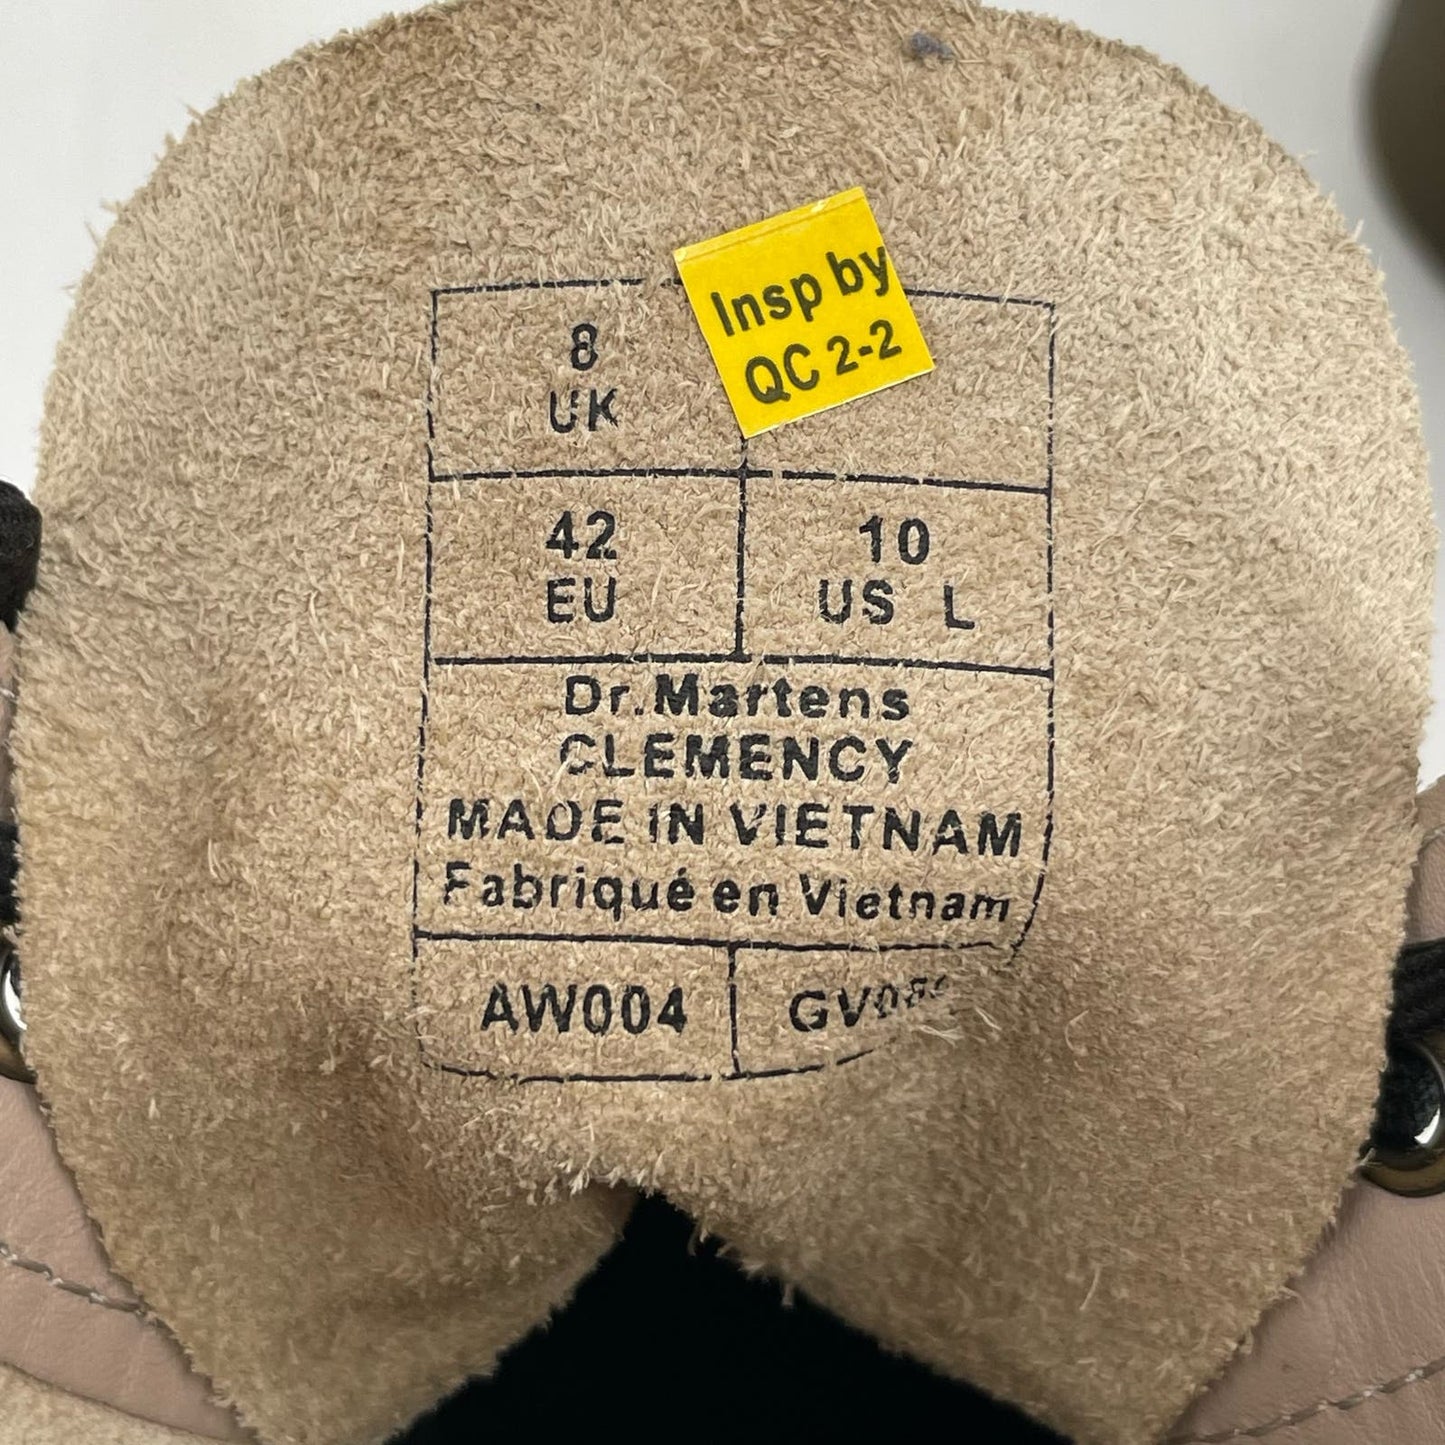 Insp by
QC 2-2
8
UK
42
EU
10
US L
Dr.Martens
CLEMENCY
MADE IN VIETNAM
Fabriqué en Vietnam
AW004